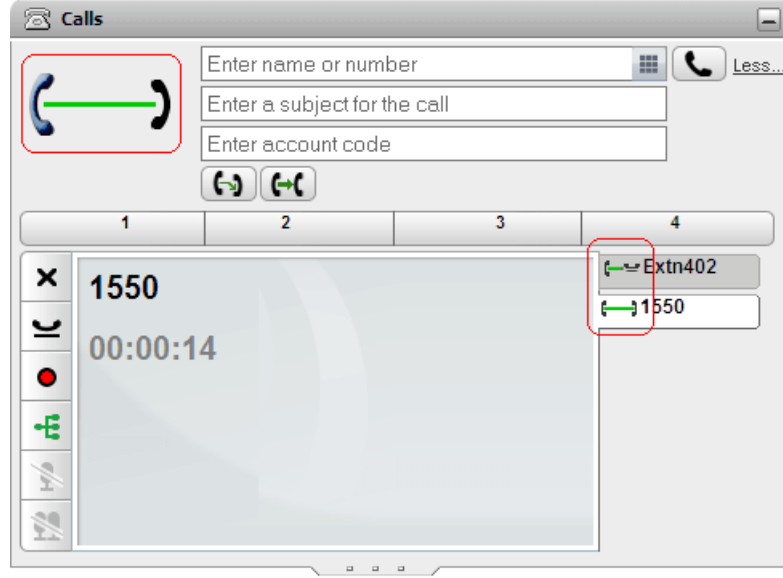 Calls
Enter name or number
Less...
Enter a subject for the call
Enter account code
1 2 3 4
Extn402
1550
1550
00:00:14